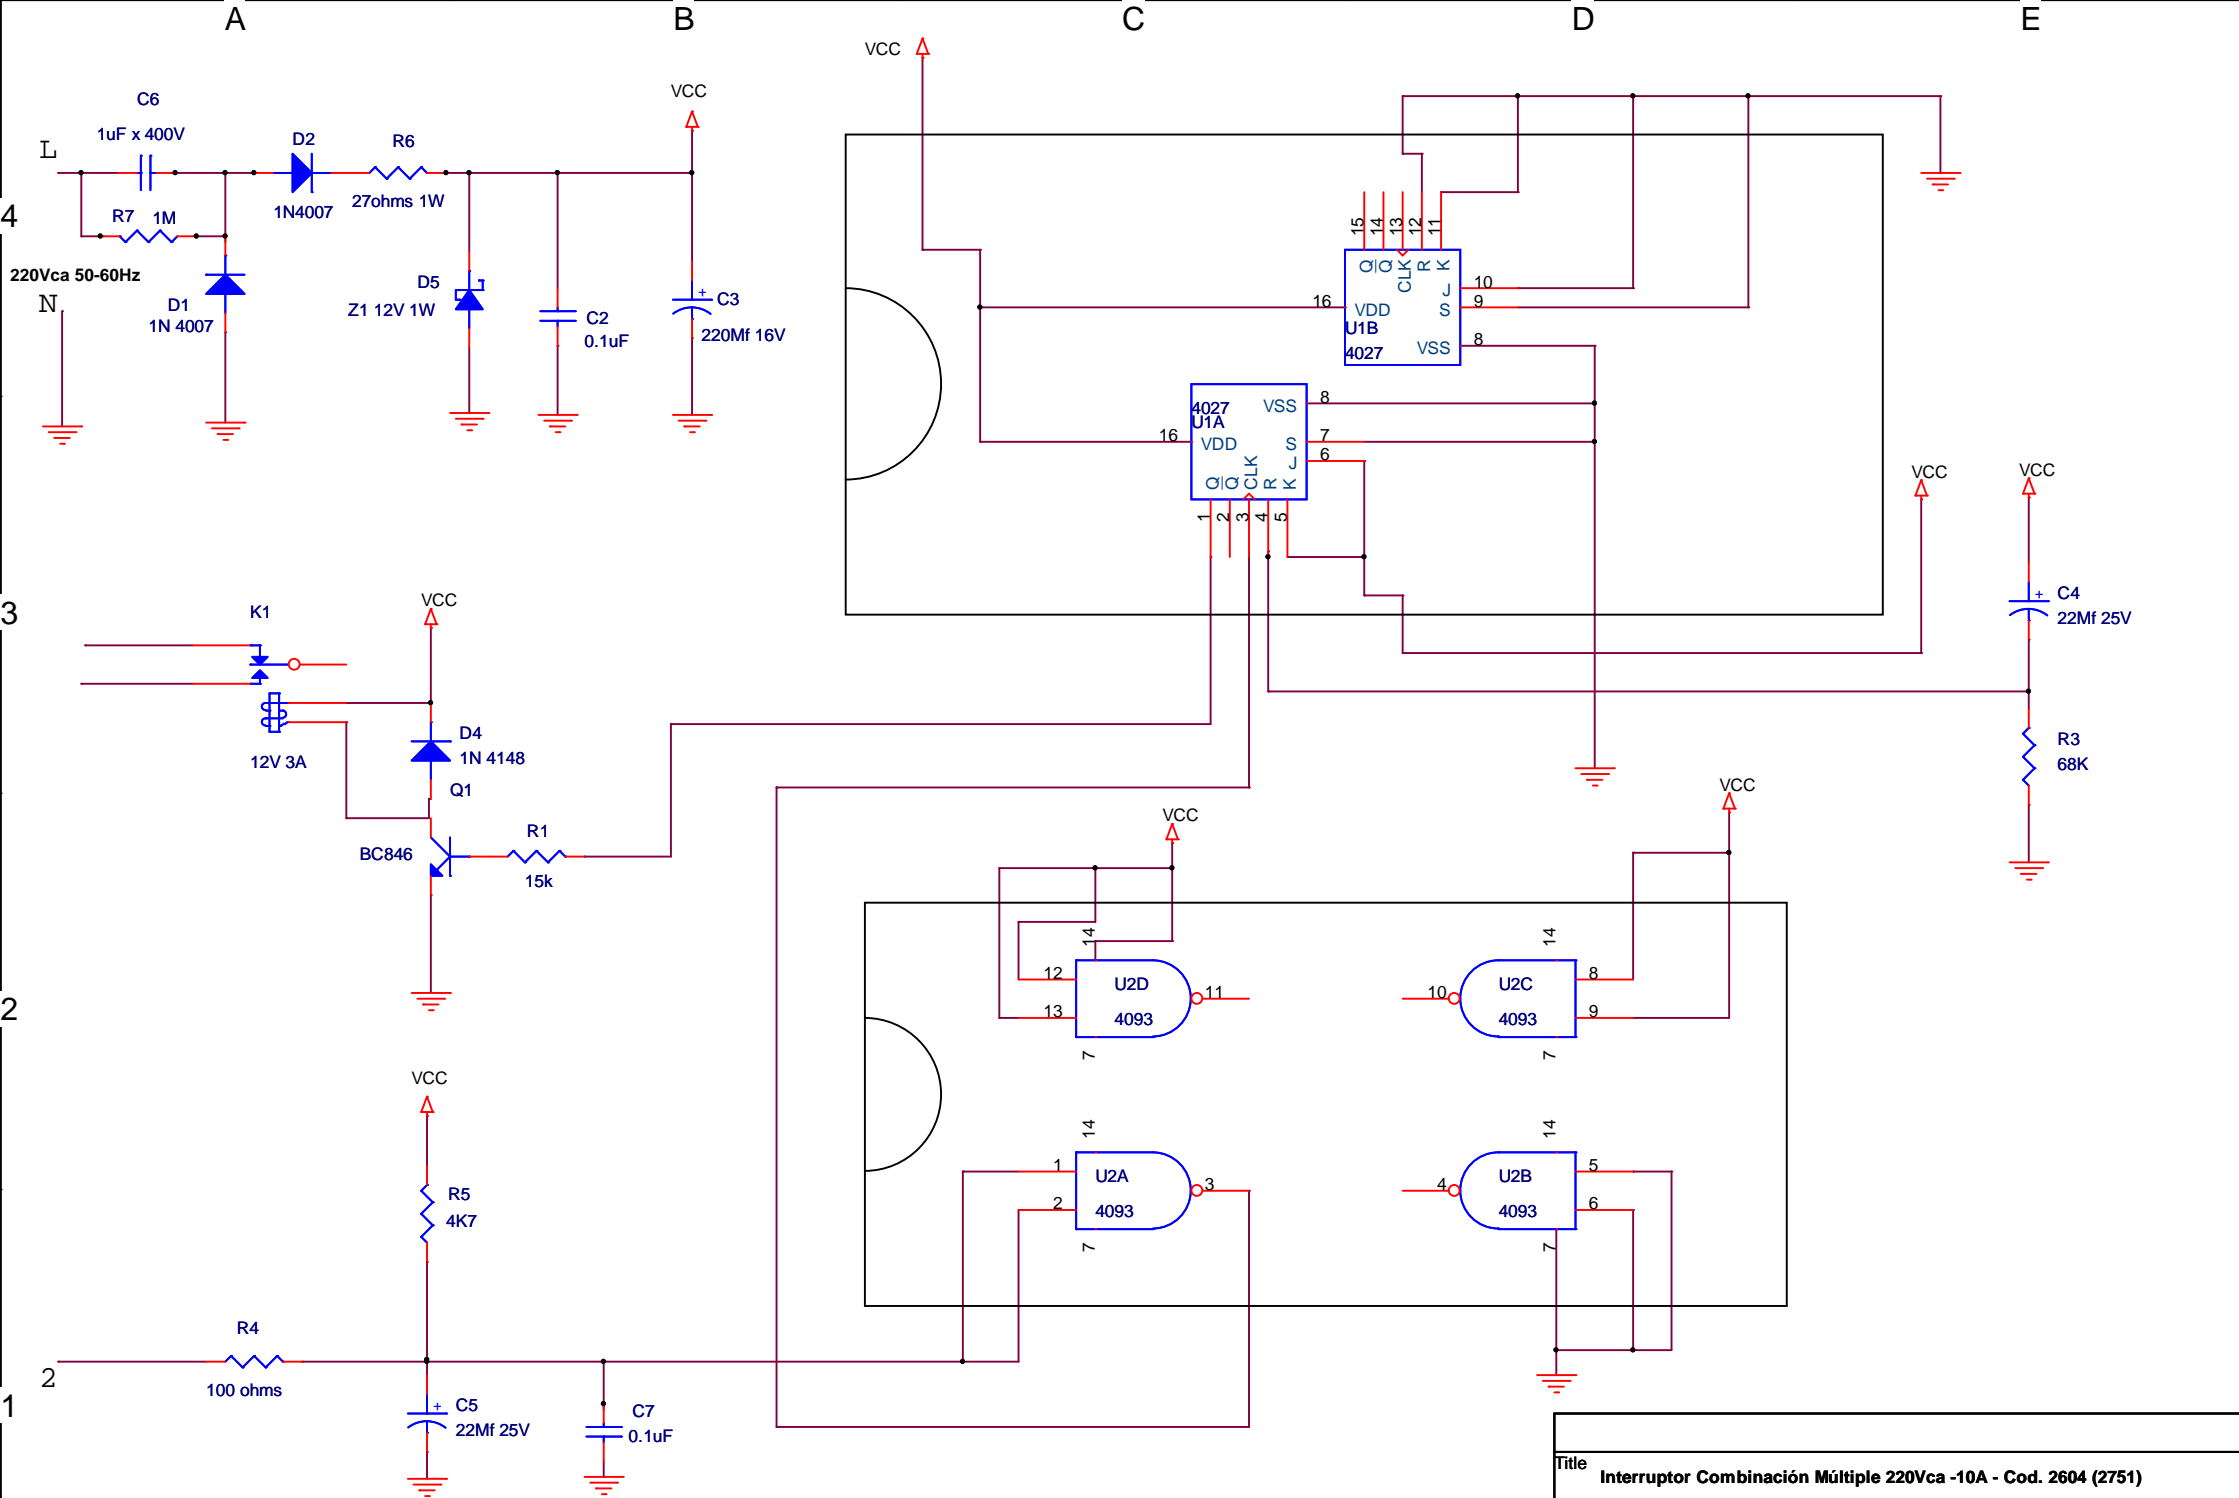 A
B
C
D
E
4
3
2
1
L
C6
1uF x 400V
R7
1M
220Vca 50-60Hz
N
D1
1N 4007
D2
1N4007
R6
27ohms 1W
D5
Z1 12V 1W
C2
0.1uF
VCC
+
C3
220Mf 16V
VCC
15
14
13
12
11
Q
Q
CLK
R
K
16
VDD
U1B
4027
J
10
S
9
VSS
8
4027
U1A
16
VDD
VSS
8
S
7
J
6
Q
Q
CLK
R
K
1
2
3
4
5
VCC
VCC
+
C4
22Mf 25V
R3
68K
K1
12V 3A
VCC
D4
1N 4148
Q1
BC846
R1
15k
VCC
14
12
13
U2D
4093
11
7
VCC
14
10
U2C
4093
8
9
7
14
1
2
U2A
4093
3
7
14
4
U2B
4093
5
6
7
VCC
R5
4K7
2
R4
100 ohms
+
C5
22Mf 25V
C7
0.1uF
Title
Interruptor Combinación Múltiple 220Vca -10A - Cod. 2604 (2751)